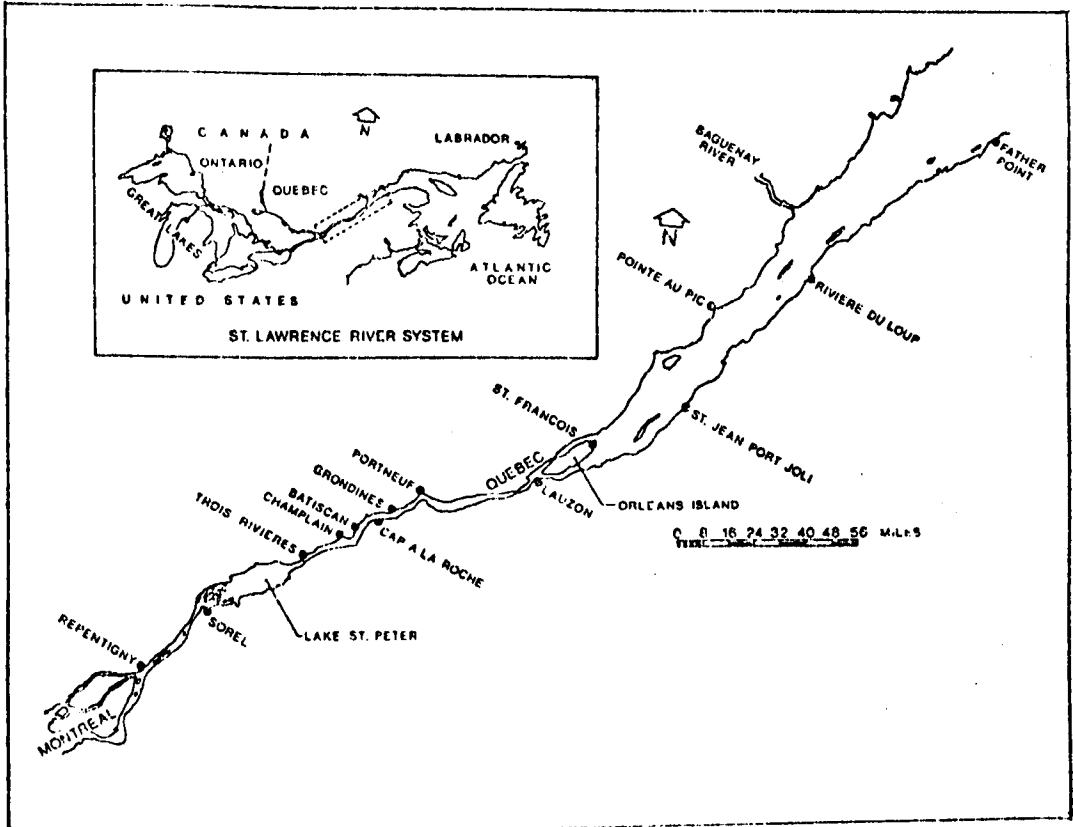 CANADA
N
LABRADOR
ONTARIO
QUEBEC
GREAT LAKES
ATLANTIC
OCEAN
UNITED STATES
ST. LAWRENCE RIVER SYSTEM
BAGUENAY
RIVER
FATHER
POINT
N
POINTE AU PIC
RIVIERE DU LOUP
ST. FRANCOIS
ST. JEAN PORT JOLI
PORTNEUF
QUEBEC
GRONDINES
LAUZON
BATISCAN
ORLEANS ISLAND
CHAMPLAIN
TROIS RIVIERES
CAP A LA ROCHE
0 8 16 24 32 40 48 56 MILES
SOREL
LAKE ST. PETER
REPENTIGNY
MONTREAL